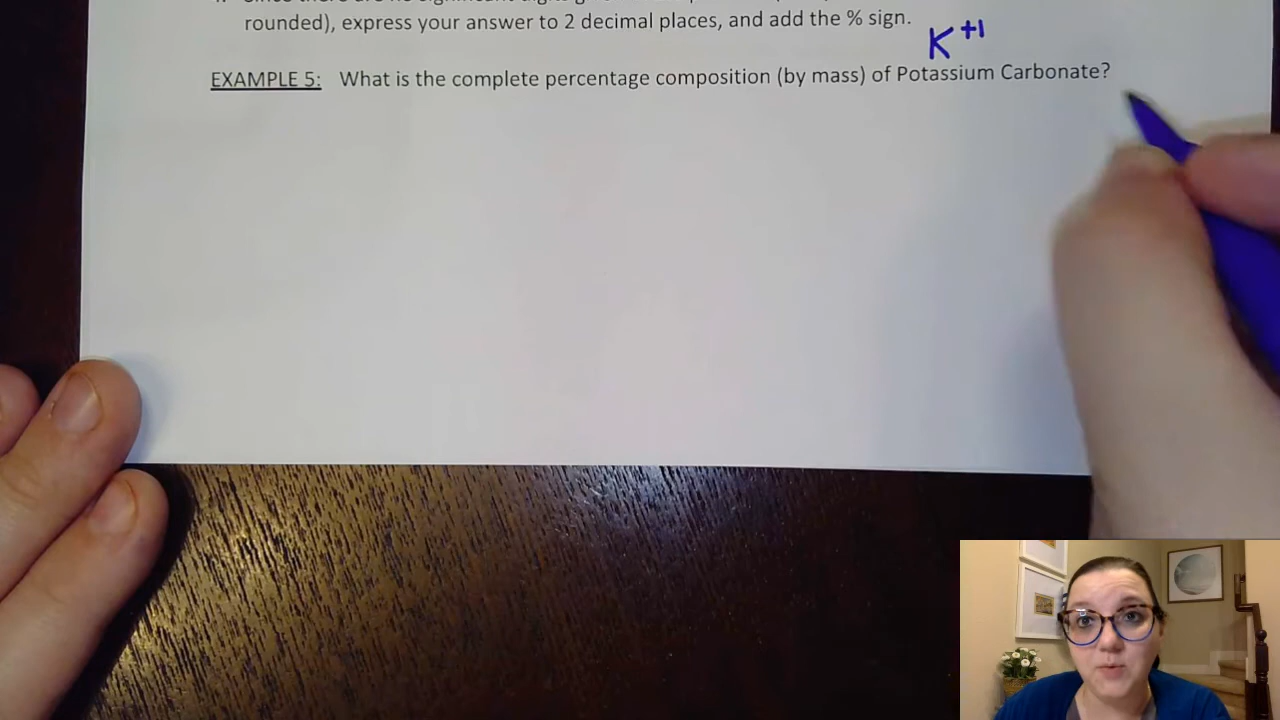 rounded), express your answer to 2 decimal places, and add the % sign.
K+1
EXAMPLE 5: What is the complete percentage composition (by mass) of Potassium Carbonate?